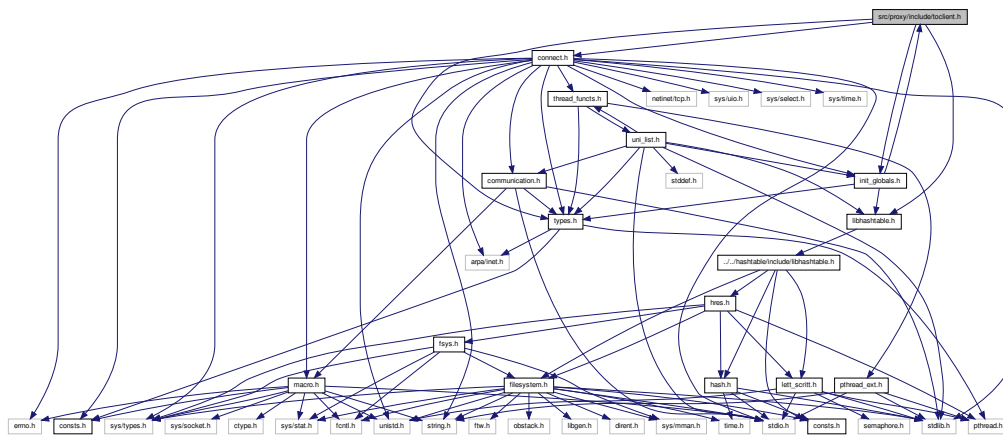 src/proxy/include/toclient.h
connect.h
thread_functs.h
netinet/tcp.h
sys/uio.h
sys/select.h
sys/time.h
uni_list.h
communication.h
stddef.h
init_globals.h
types.h
libhashtable.h
arpa/inet.h
../../hashtable/include/libhashtable.h
hres.h
fsys.h
macro.h
filesystem.h
hash.h
lett_scritt.h
pthread_ext.h
errno.h
consts.h
sys/types.h
sys/socket.h
ctype.h
sys/stat.h
fcntl.h
unistd.h
string.h
ftw.h
obstack.h
libgen.h
dirent.h
sys/mman.h
time.h
stdio.h
consts.h
semaphore.h
stdlib.h
pthread.h